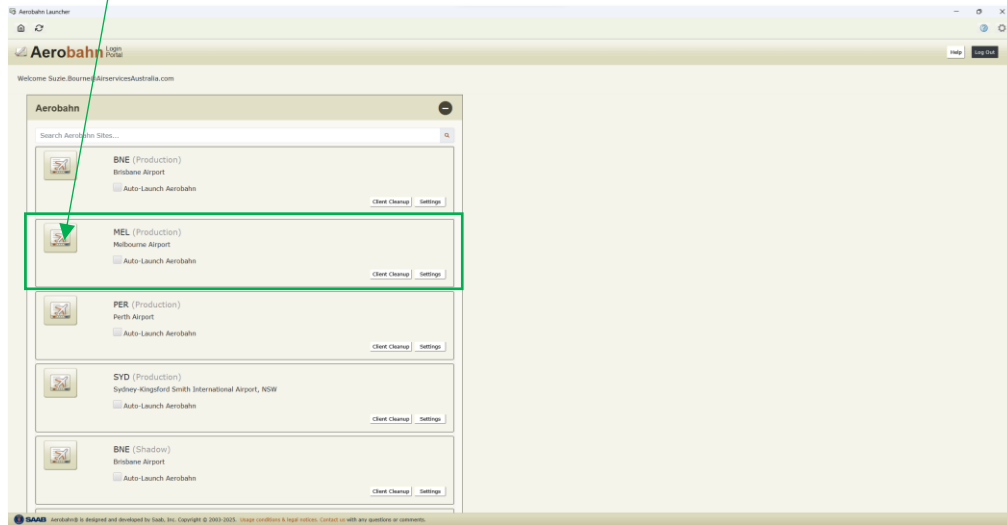 Aerobahn Launcher
Aerobahn Login Portal
Help
Log Out
Welcome Suzie.Bourne@AirservicesAustralia.com
Aerobahn
Search Aerobahn Sites...
BNE (Production)
Brisbane Airport
Auto-Launch Aerobahn
Client Cleanup Settings
MEL (Production)
Melbourne Airport
Auto-Launch Aerobahn
Client Cleanup Settings
PER (Production)
Perth Airport
Auto-Launch Aerobahn
Client Cleanup Settings
SYD (Production)
Sydney-Kingsford Smith International Airport, NSW
Auto-Launch Aerobahn
Client Cleanup Settings
BNE (Shadow)
Brisbane Airport
Auto-Launch Aerobahn
Client Cleanup Settings
SAAB Aerobahn® is designed and developed by Saab, Inc. Copyright © 2003-2025. Usage conditions & legal notices. Contact us with any questions or comments.